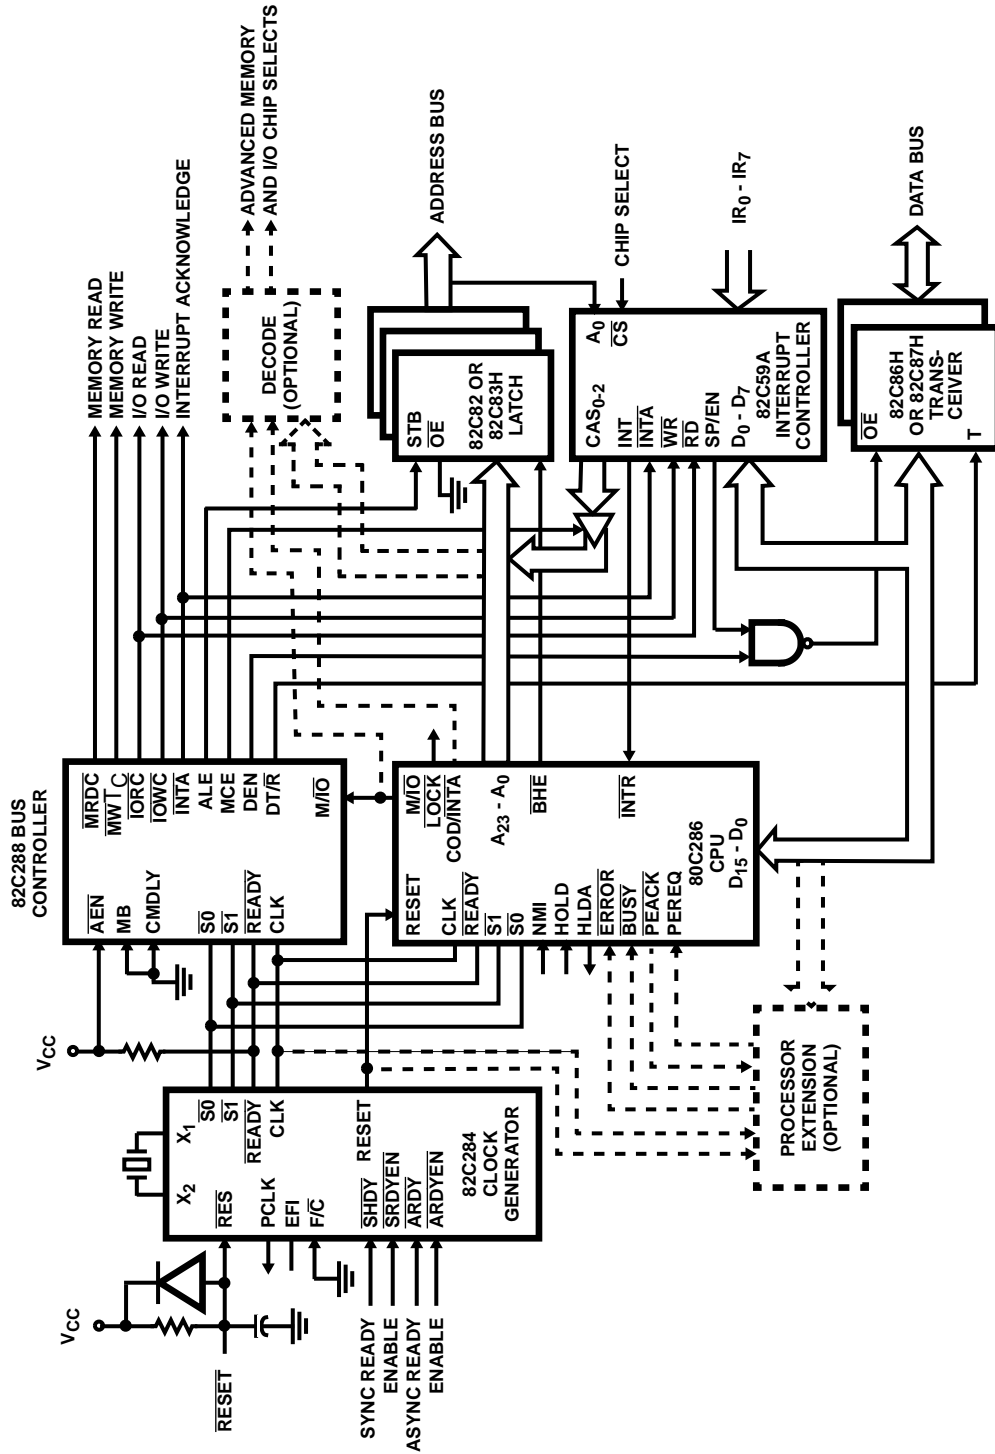 VCC
RESET
SYNC READY
ENABLE
ASYNC READY
ENABLE
X2
X1
RES
PCLK
EFI
F/C
SHDY
SRDYEN
ARDY
ARDYEN
S0
S1
READY
CLK
RESET
82C284
CLOCK
GENERATOR
VCC
82C288 BUS
CONTROLLER
AEN
MB
CMDLY
S0
S1
READY
CLK
MRDC
MWTC
IORC
IOWC
INTA
ALE
MCE
DEN
DT/R
M/IO
MEMORY READ
MEMORY WRITE
I/O READ
I/O WRITE
INTERRUPT ACKNOWLEDGE
DECODE
(OPTIONAL)
ADVANCED MEMORY
AND I/O CHIP SELECTS
RESET
CLK
READY
S1
S0
NMI
HOLD
HLDA
ERROR
BUSY
PEACK
PEREQ
M/IO
LOCK
COD/INTA
A23 - A0
BHE
INTR
80C286
CPU
D15 - D0
PROCESSOR
EXTENSION
(OPTIONAL)
STB
OE
82C82 OR
82C83H
LATCH
ADDRESS BUS
CAS0-2
A0
CS
INT
INTA
WR
RD
SP/EN
D0 - D7
82C59A
INTERRUPT
CONTROLLER
CHIP SELECT
IR0 - IR7
OE
82C86H
OR 82C87H
TRANS-
CEIVER
T
DATA BUS